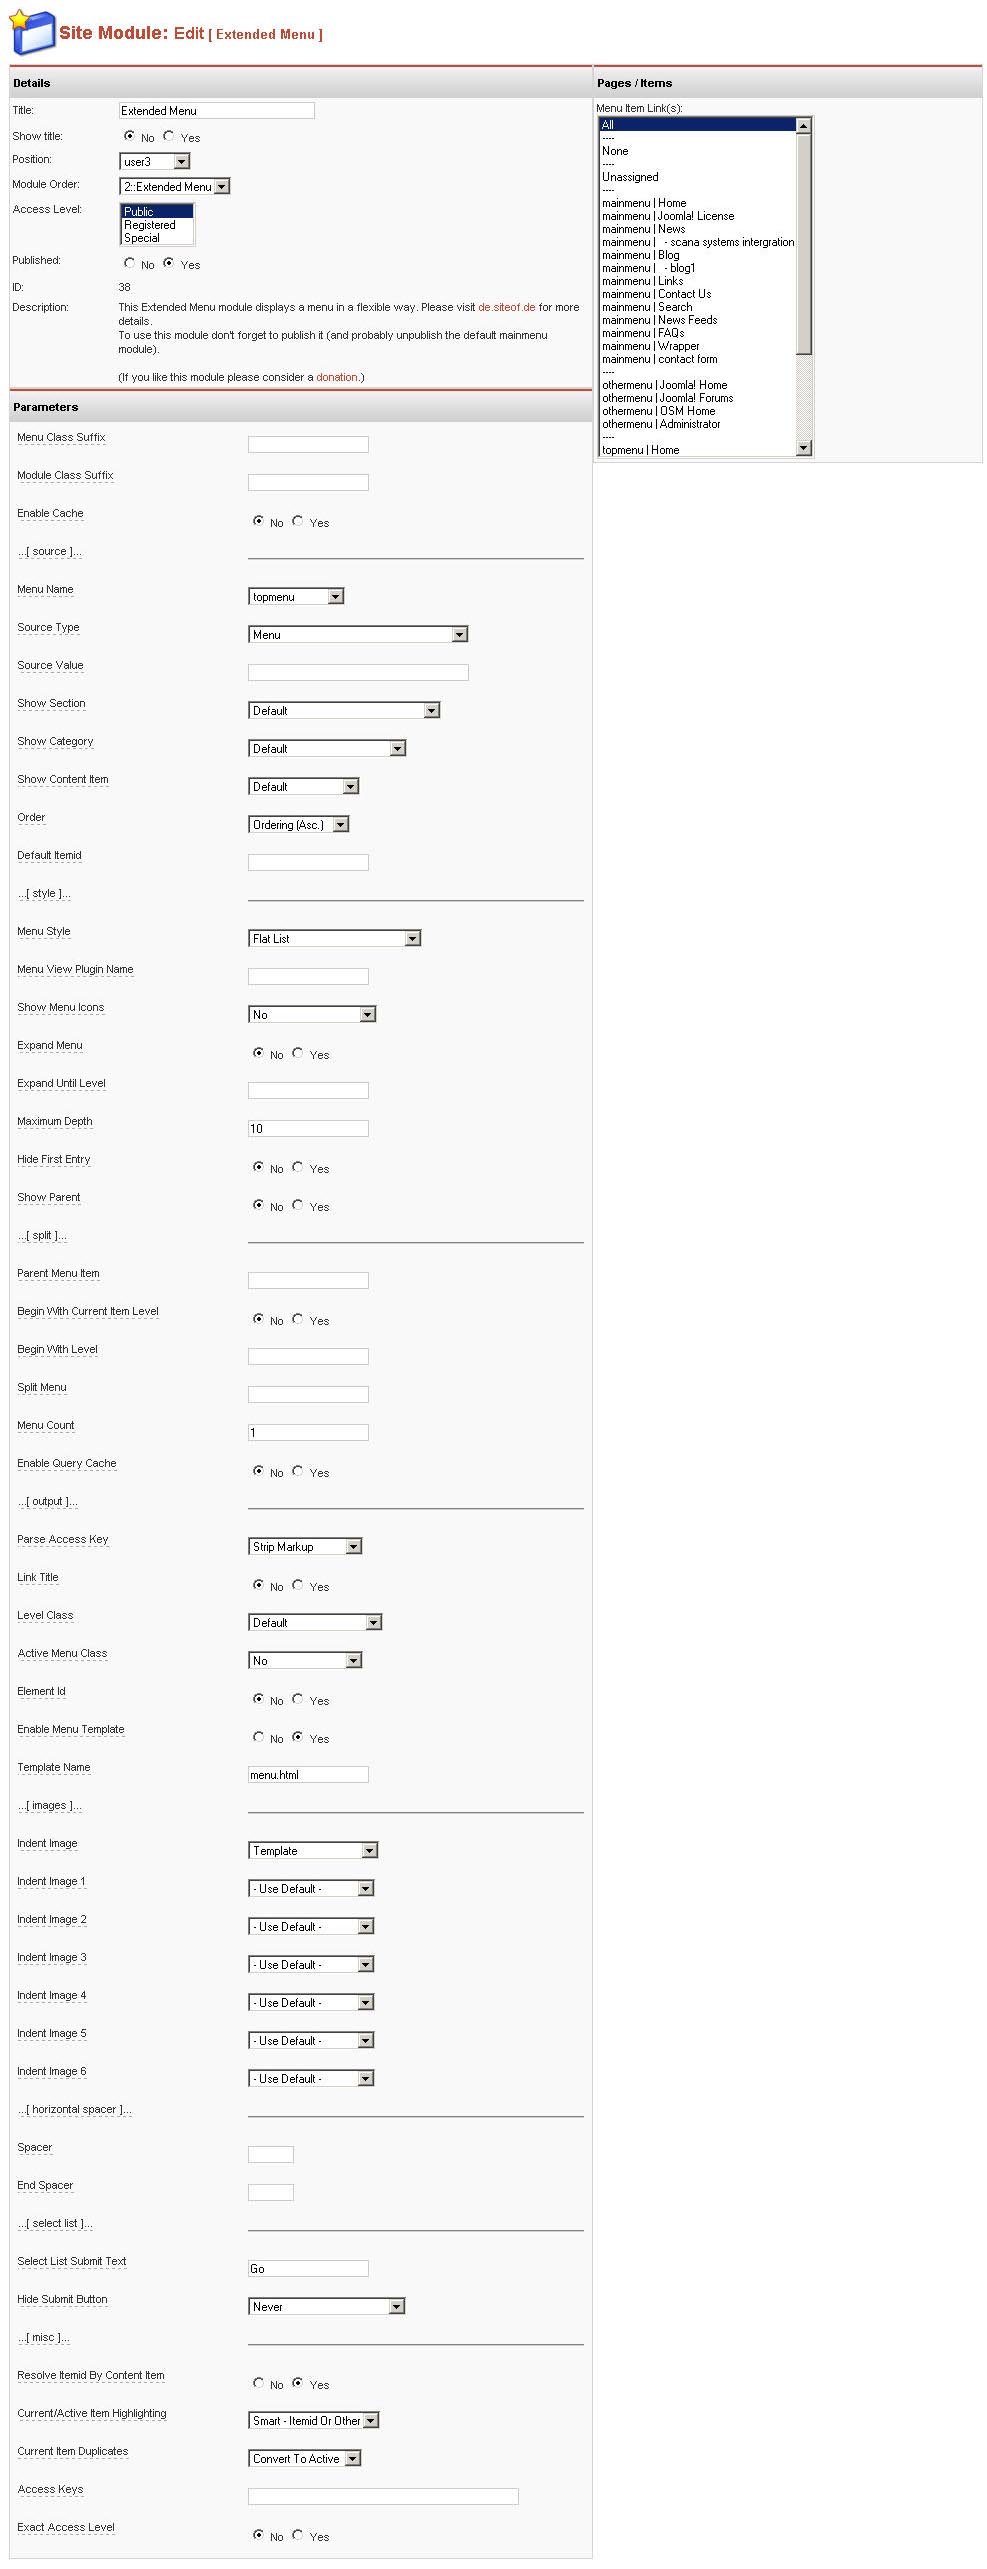 Site Module: Edit [ Extended Menu ]
Details
Title: Extended Menu
Show title: No Yes
Position: user3
Module Order: 2::Extended Menu
Access Level: Public
Registered
Special
Published: No Yes
ID: 38
Description: This Extended Menu module displays a menu in a flexible way. Please visit de.siteof.de for more
details.
To use this module don't forget to publish it (and probably unpublish the default mainmenu
module).
(If you like this module please consider a donation.)
Pages / Items
Menu Item Link(s):
All
----
None
----
Unassigned
----
mainmenu | Home
mainmenu | Joomla! License
mainmenu | News
mainmenu | - scana systems intergration
mainmenu | Blog
mainmenu | - blog1
mainmenu | Links
mainmenu | Contact Us
mainmenu | Search
mainmenu | News Feeds
mainmenu | FAQs
mainmenu | Wrapper
mainmenu | contact form
----
othermenu | Joomla! Home
othermenu | Joomla! Forums
othermenu | OSM Home
othermenu | Administrator
----
topmenu | Home
Parameters
Menu Class Suffix
Module Class Suffix
Enable Cache No Yes
...[ source ]...
Menu Name topmenu
Source Type Menu
Source Value
Show Section Default
Show Category Default
Show Content Item Default
Order Ordering (Asc.)
Default Itemid
...[ style ]...
Menu Style Flat List
Menu View Plugin Name
Show Menu Icons No
Expand Menu No Yes
Expand Until Level
Maximum Depth 10
Hide First Entry No Yes
Show Parent No Yes
...[ split ]...
Parent Menu Item
Begin With Current Item Level No Yes
Begin With Level
Split Menu
Menu Count 1
Enable Query Cache No Yes
...[ output ]...
Parse Access Key Strip Markup
Link Title No Yes
Level Class Default
Active Menu Class No
Element Id No Yes
Enable Menu Template No Yes
Template Name menu.html
...[ images ]...
Indent Image Template
Indent Image 1 - Use Default -
Indent Image 2 - Use Default -
Indent Image 3 - Use Default -
Indent Image 4 - Use Default -
Indent Image 5 - Use Default -
Indent Image 6 - Use Default -
...[ horizontal spacer ]...
Spacer
End Spacer
...[ select list ]...
Select List Submit Text Go
Hide Submit Button Never
...[ misc ]...
Resolve Itemid By Content Item No Yes
Current/Active Item Highlighting Smart - Itemid Or Other
Current Item Duplicates Convert To Active
Access Keys
Exact Access Level No Yes